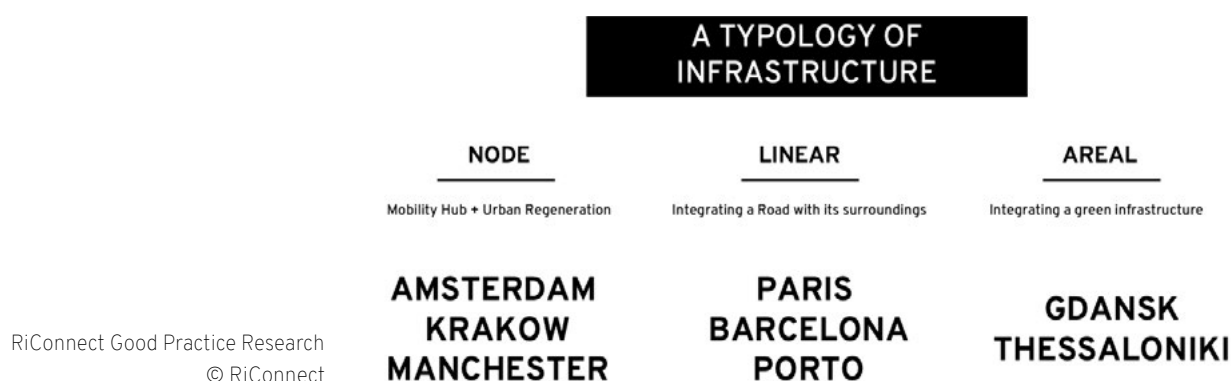 A TYPOLOGY OF
INFRASTRUCTURE
NODE
Mobility Hub + Urban Regeneration
AMSTERDAM
KRAKOW
MANCHESTER
LINEAR
Integrating a Road with its surroundings
PARIS
BARCELONA
PORTO
AREAL
Integrating a green infrastructure
GDANSK
THESSALONIKI
RiConnect Good Practice Research
© RiConnect